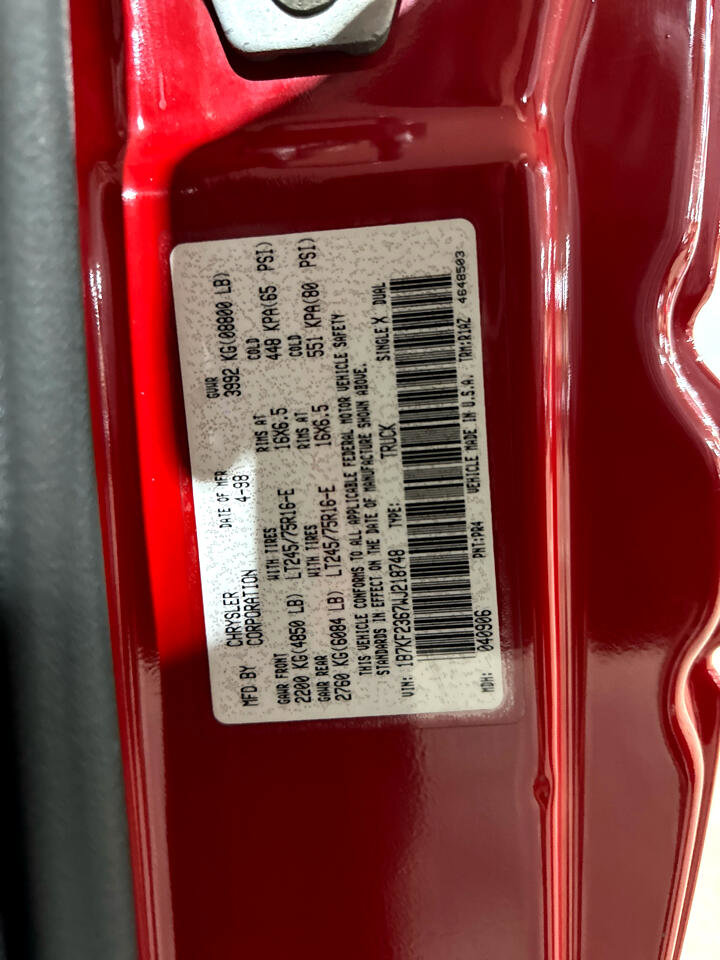 MFD BY CHRYSLER CORPORATION DATE OF MFR 4-98 GVWR 3992 KG(08800 LB)
GAWR FRONT WITH TIRES RIMS AT COLD
2200 KG(4850 LB) LT245/75R16-E 16X6.5 448 KPA(65 PSI)
GAWR REAR WITH TIRES RIMS AT COLD
2760 KG(6084 LB) LT245/75R16-E 16X6.5 551 KPA(80 PSI)
THIS VEHICLE CONFORMS TO ALL APPLICABLE FEDERAL MOTOR VEHICLE SAFETY
STANDARDS IN EFFECT ON THE DATE OF MANUFACTURE SHOWN ABOVE.
VIN: 1B7KF2367WJ218748 TYPE: TRUCK SINGLE X DUAL
MDH: 040906 PNT:PR4 VEHICLE MADE IN U.S.A. TRM:R1AZ 4648503